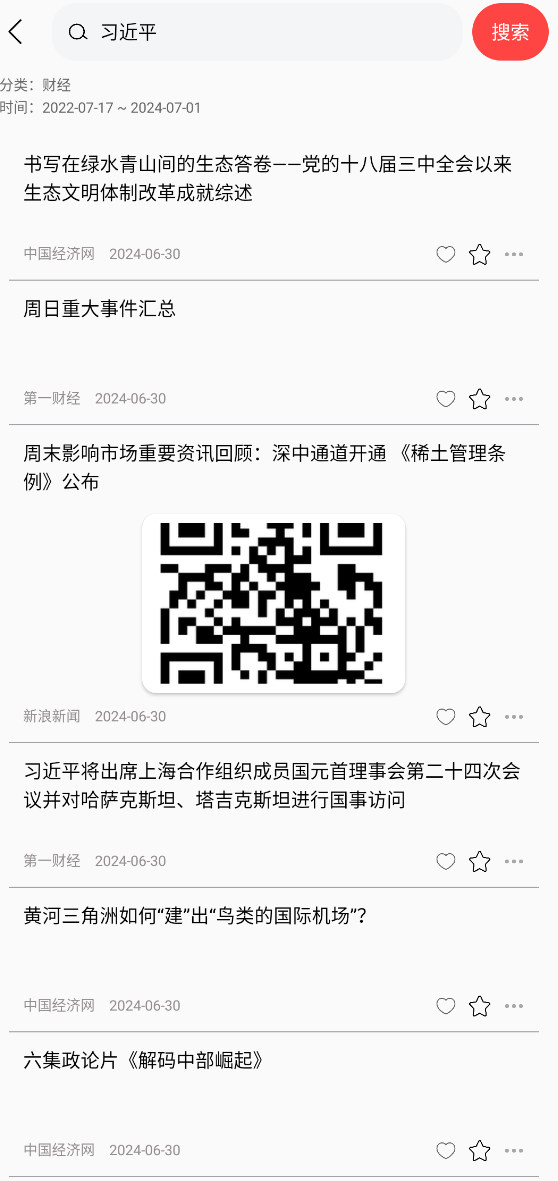 习近平
搜索
分类：财经
时间：2022-07-17 ~ 2024-07-01
书写在绿水青山间的生态答卷——党的十八届三中全会以来
生态文明体制改革成就综述
中国经济网 2024-06-30
周日重大事件汇总
第一财经 2024-06-30
周末影响市场重要资讯回顾：深中通道开通 《稀土管理条
例》公布
新浪新闻 2024-06-30
习近平将出席上海合作组织成员国元首理事会第二十四次会
议并对哈萨克斯坦、塔吉克斯坦进行国事访问
第一财经 2024-06-30
黄河三角洲如何“建”出“鸟类的国际机场”？
中国经济网 2024-06-30
六集政论片《解码中部崛起》
中国经济网 2024-06-30